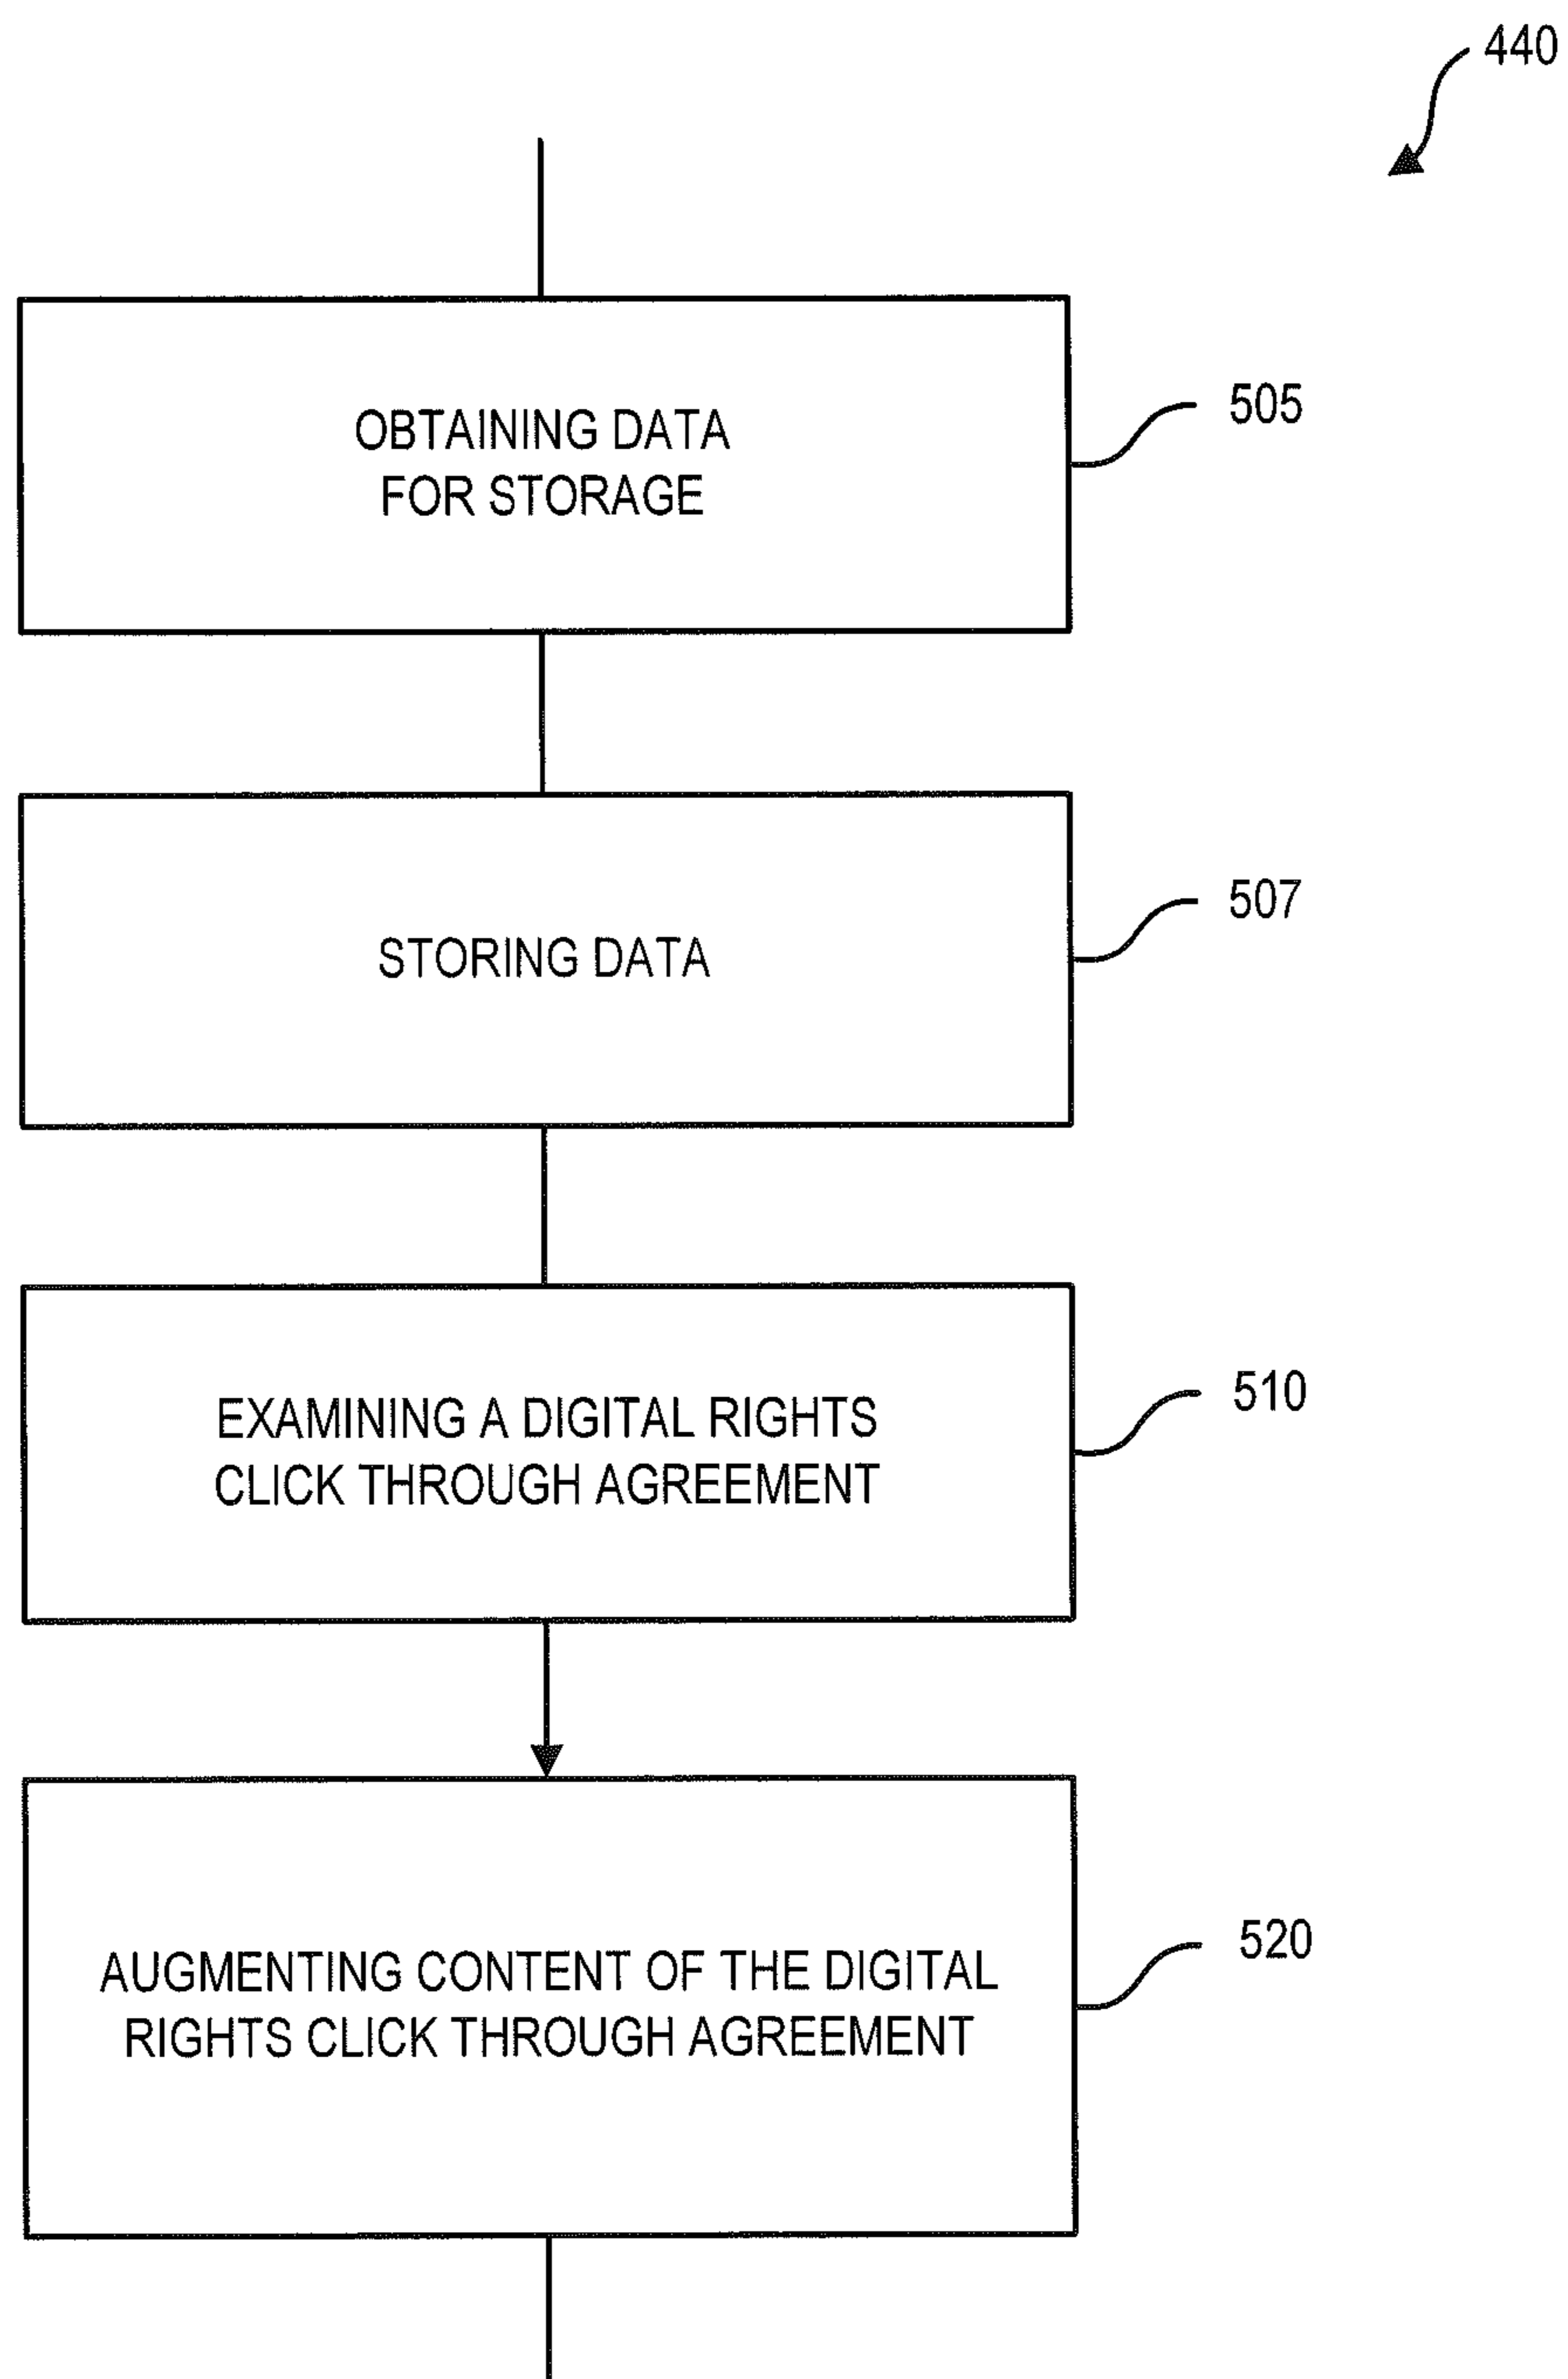 440
OBTAINING DATA
FOR STORAGE
505
STORING DATA
507
EXAMINING A DIGITAL RIGHTS
CLICK THROUGH AGREEMENT
510
AUGMENTING CONTENT OF THE DIGITAL
RIGHTS CLICK THROUGH AGREEMENT
520